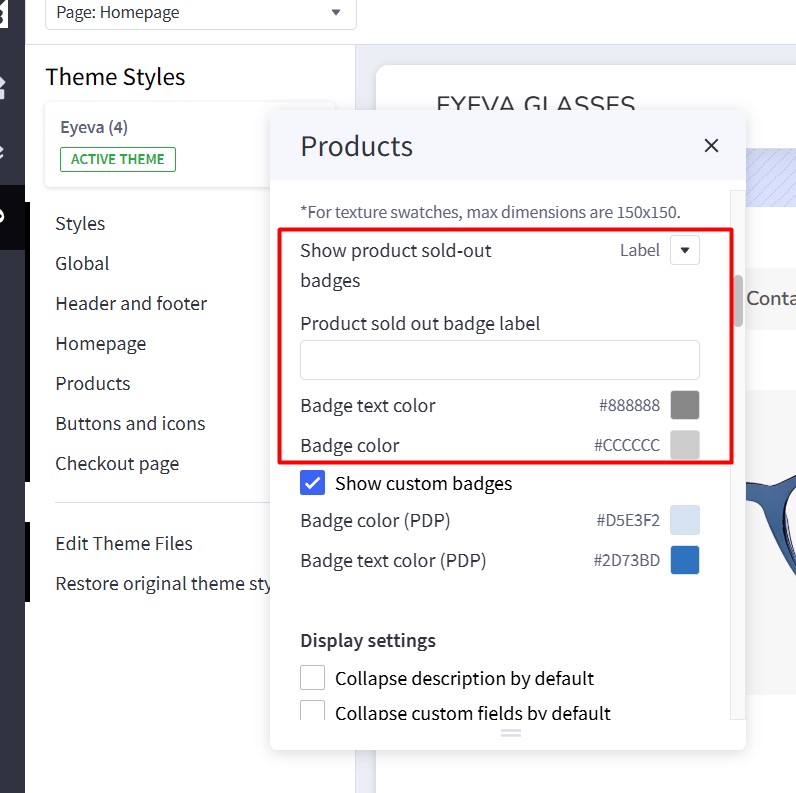 Page: Homepage
Theme Styles
Eyeva (4)
ACTIVE THEME
Styles
Global
Header and footer
Homepage
Products
Buttons and icons
Checkout page
Edit Theme Files
Restore original theme sty
EYEVA GLASSES
Products
*For texture swatches, max dimensions are 150x150.
Show product sold-out
badges
Label
Product sold out badge label
Badge text color
#888888
Badge color
#CCCCCC
Show custom badges
Badge color (PDP)
#D5E3F2
Badge text color (PDP)
#2D73BD
Display settings
Collapse description by default
Collapse custom fields by default
Conta